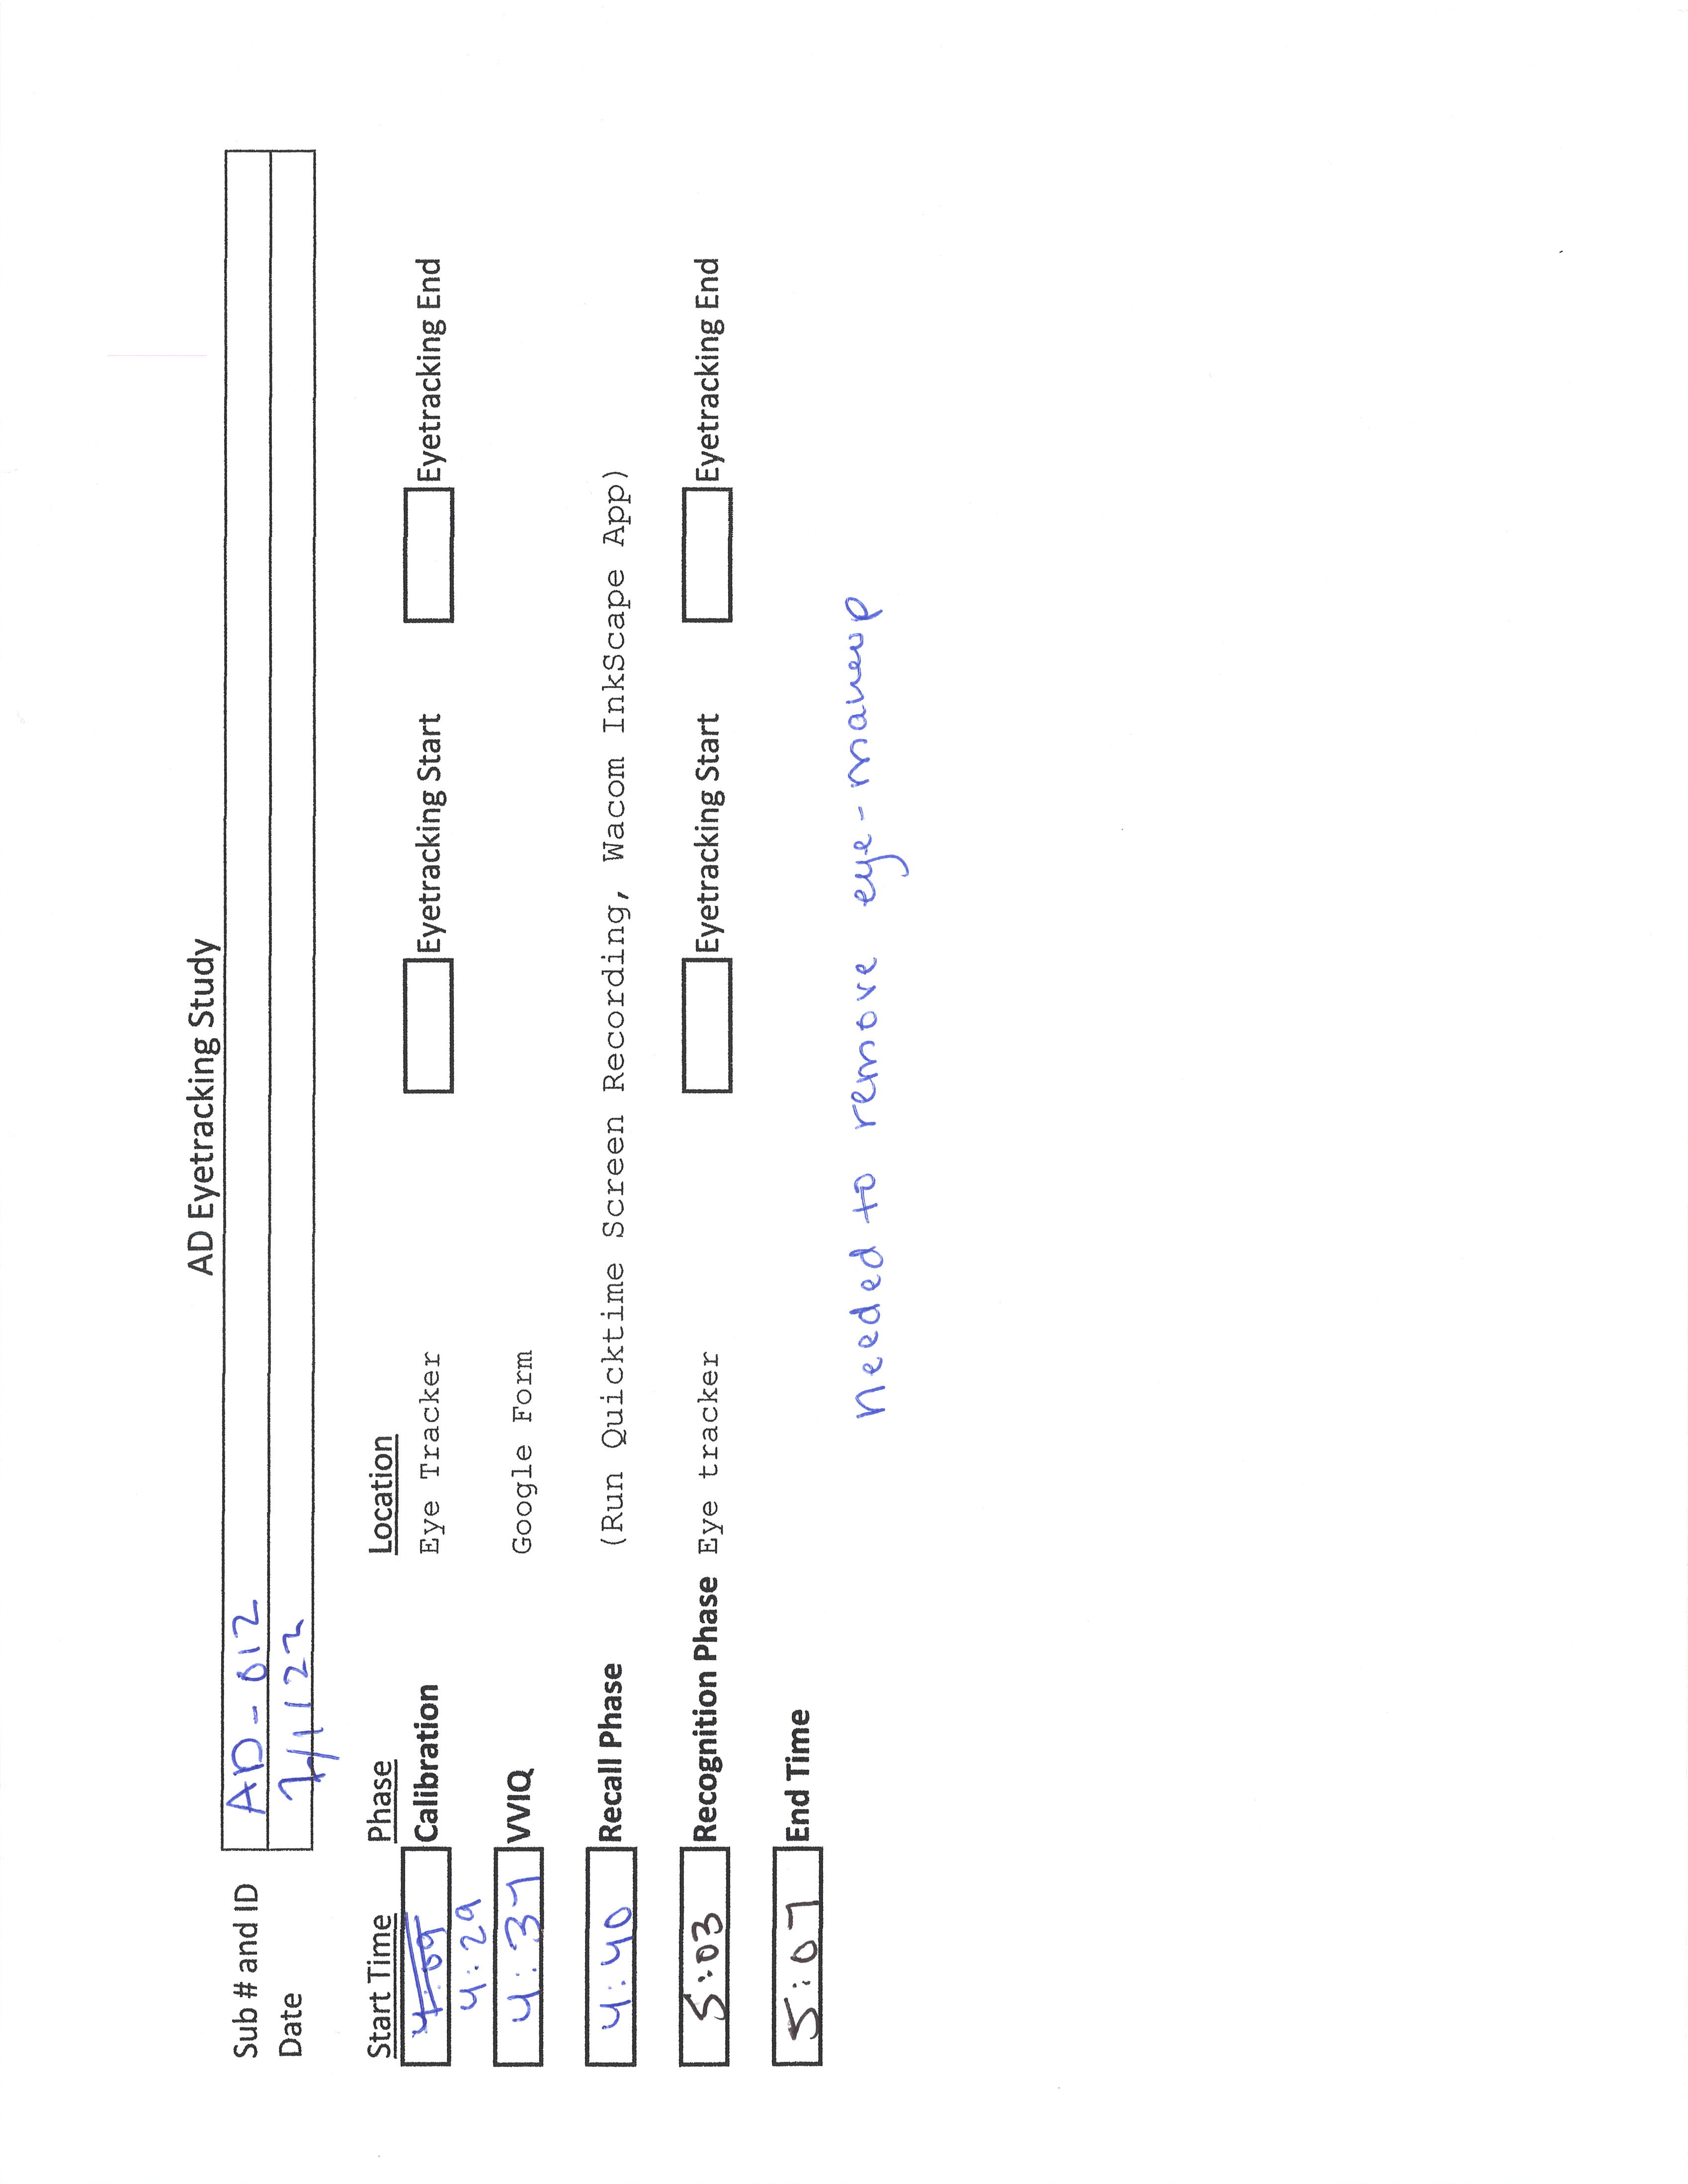 AD Eyetracking Study
Sub # and ID AD-012
Date 7/1/22
Start Time Phase Location
4:09 Calibration Eye Tracker Eyetracking Start Eyetracking End
4:29
4:37 VVIQ Google Form
4:40 Recall Phase (Run Quicktime Screen Recording, Wacom InkScape App)
5:03 Recognition Phase Eye tracker Eyetracking Start Eyetracking End
5:07 End Time
needed to remove eye-makeup